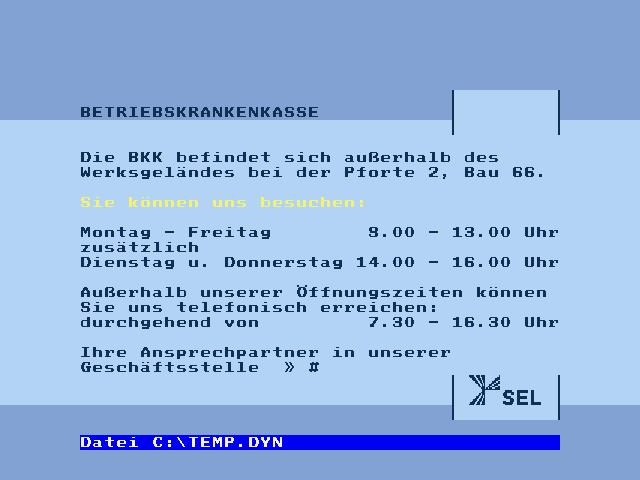 BETRIEBSKRANKENKASSE
Die BKK befindet sich außerhalb des
Werksgeländes bei der Pforte 2, Bau 66.
Sie können uns besuchen:
Montag - Freitag 8.00 - 13.00 Uhr
zusätzlich
Dienstag u. Donnerstag 14.00 - 16.00 Uhr
Außerhalb unserer Öffnungszeiten können
Sie uns telefonisch erreichen:
durchgehend von 7.30 - 16.30 Uhr
Ihre Ansprechpartner in unserer
Geschäftsstelle » #
SEL
Datei C:\TEMP.DYN